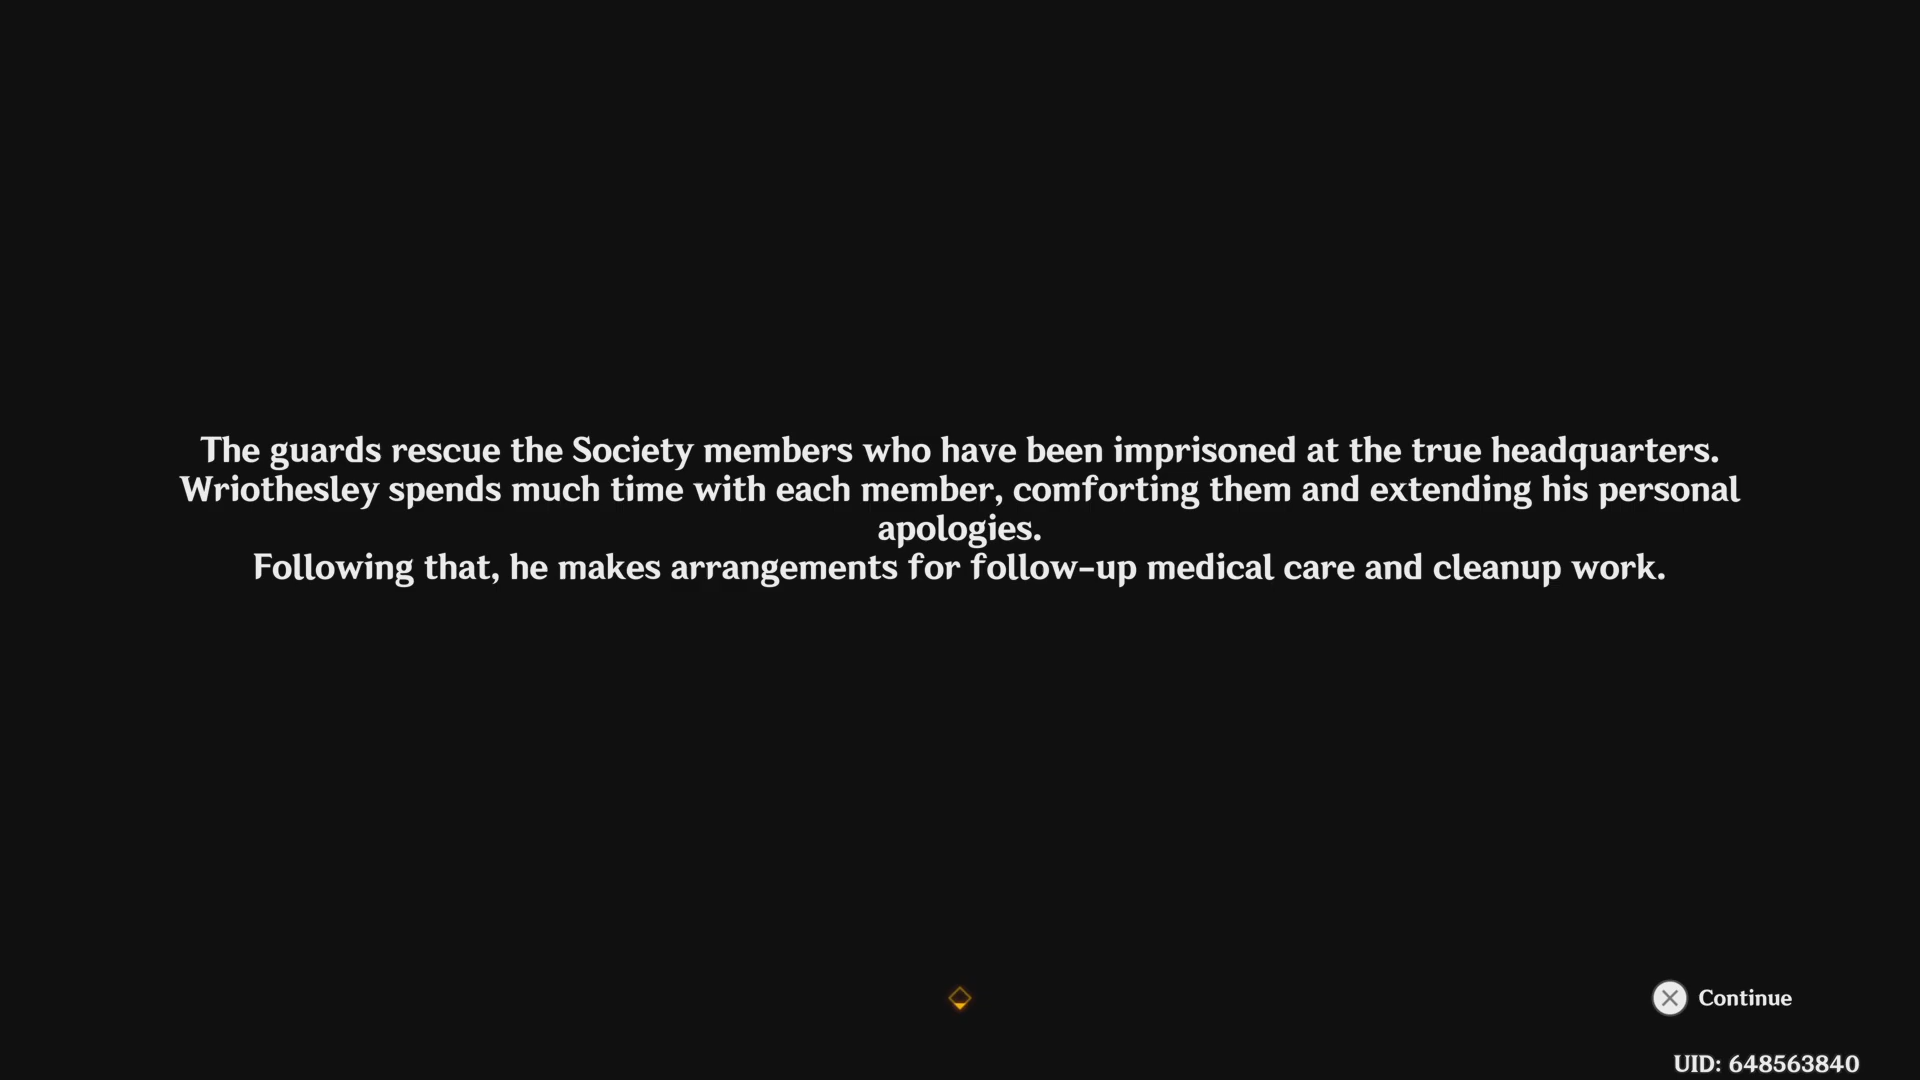 The guards rescue the Society members who have been imprisoned at the true headquarters.
Wriothesley spends much time with each member, comforting them and extending his personal
apologies.
Following that, he makes arrangements for follow-up medical care and cleanup work.
Continue
UID: 648563840